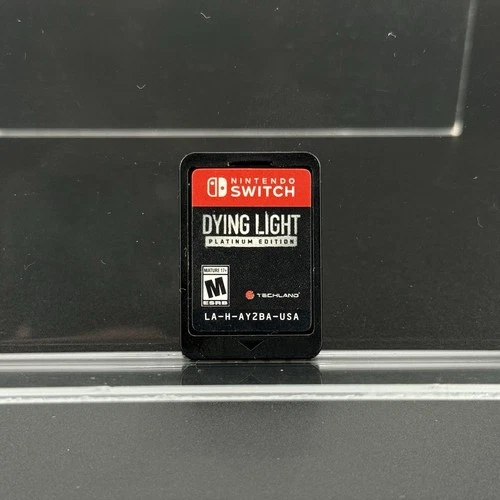 NINTENDO
SWITCH
DYING LIGHT
PLATINUM EDITION
MATURE 17+
M
ESRB
TECHLAND
LA-H-AY2BA-USA